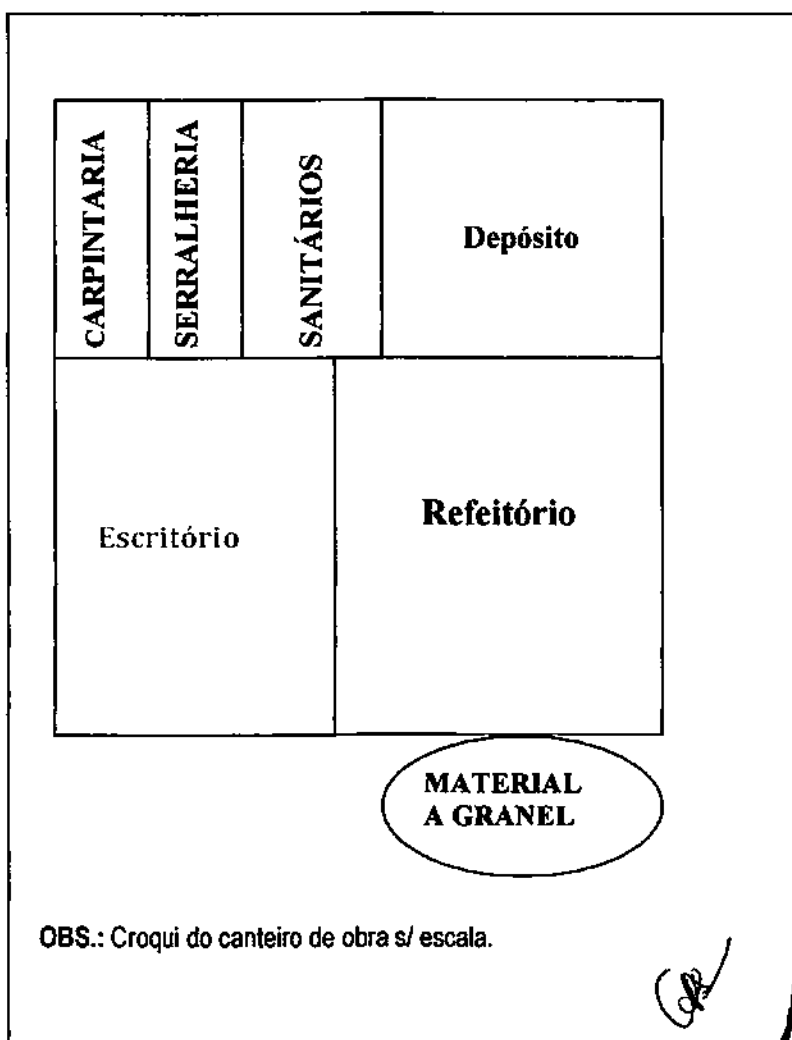 CARPINTARIA
SERRALHERIA
SANITÁRIOS
Depósito
Escritório
Refeitório
MATERIAL
A GRANEL
OBS.: Croqui do canteiro de obra s/ escala.